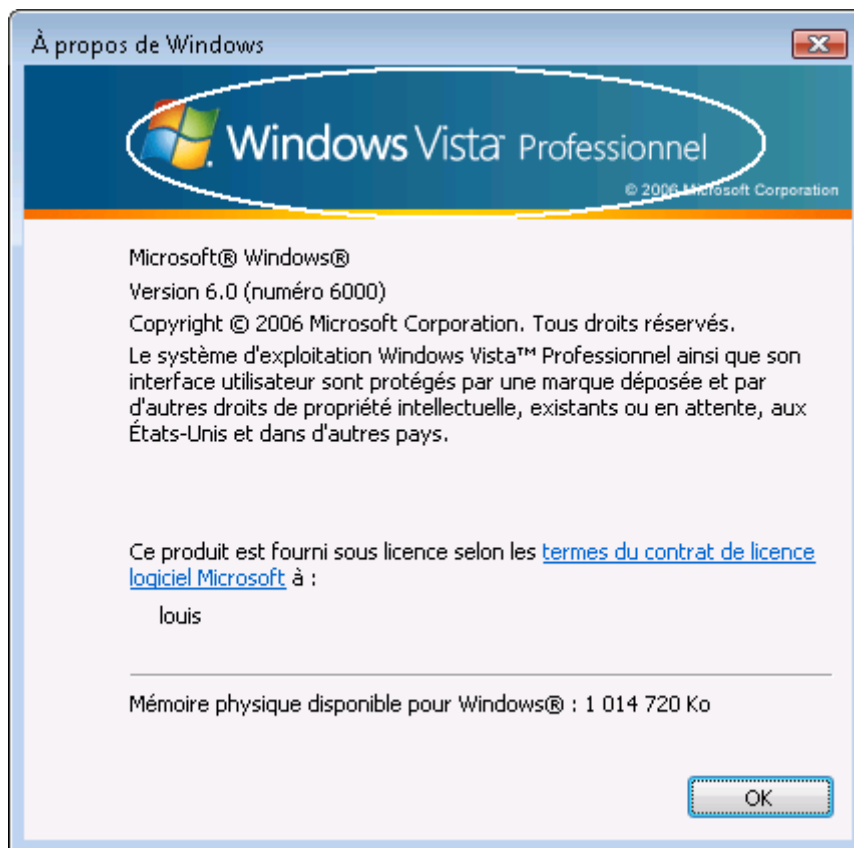 À propos de Windows
Windows Vista™ Professionnel
© 2006 Microsoft Corporation
Microsoft® Windows®
Version 6.0 (numéro 6000)
Copyright © 2006 Microsoft Corporation. Tous droits réservés.
Le système d'exploitation Windows Vista™ Professionnel ainsi que son
interface utilisateur sont protégés par une marque déposée et par
d'autres droits de propriété intellectuelle, existants ou en attente, aux
États-Unis et dans d'autres pays.
Ce produit est fourni sous licence selon les termes du contrat de licence
logiciel Microsoft à :
louis
Mémoire physique disponible pour Windows® : 1 014 720 Ko
OK